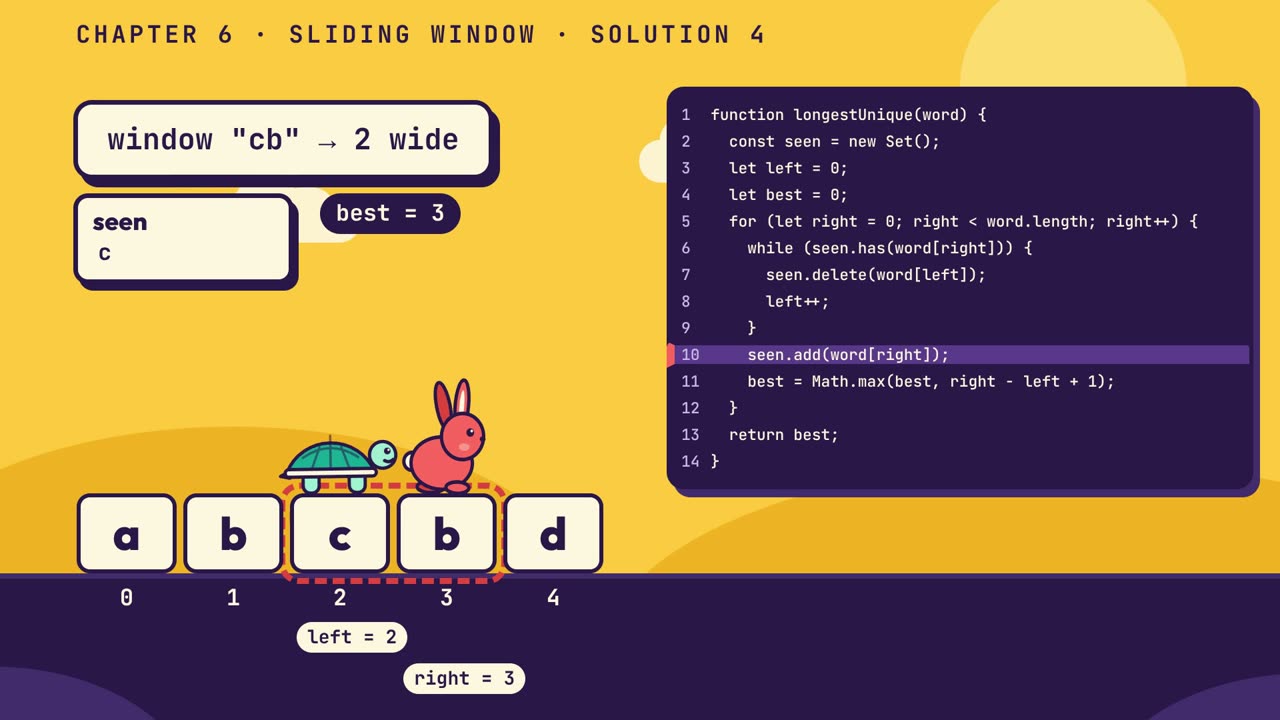 CHAPTER 6 · SLIDING WINDOW · SOLUTION 4
window "cb" → 2 wide
seen
c
best = 3
1 function longestUnique(word) {
2 const seen = new Set();
3 let left = 0;
4 let best = 0;
5 for (let right = 0; right < word.length; right++) {
6 while (seen.has(word[right])) {
7 seen.delete(word[left]);
8 left++;
9 }
10 seen.add(word[right]);
11 best = Math.max(best, right - left + 1);
12 }
13 return best;
14 }
a b c b d
0 1 2 3 4
left = 2
right = 3